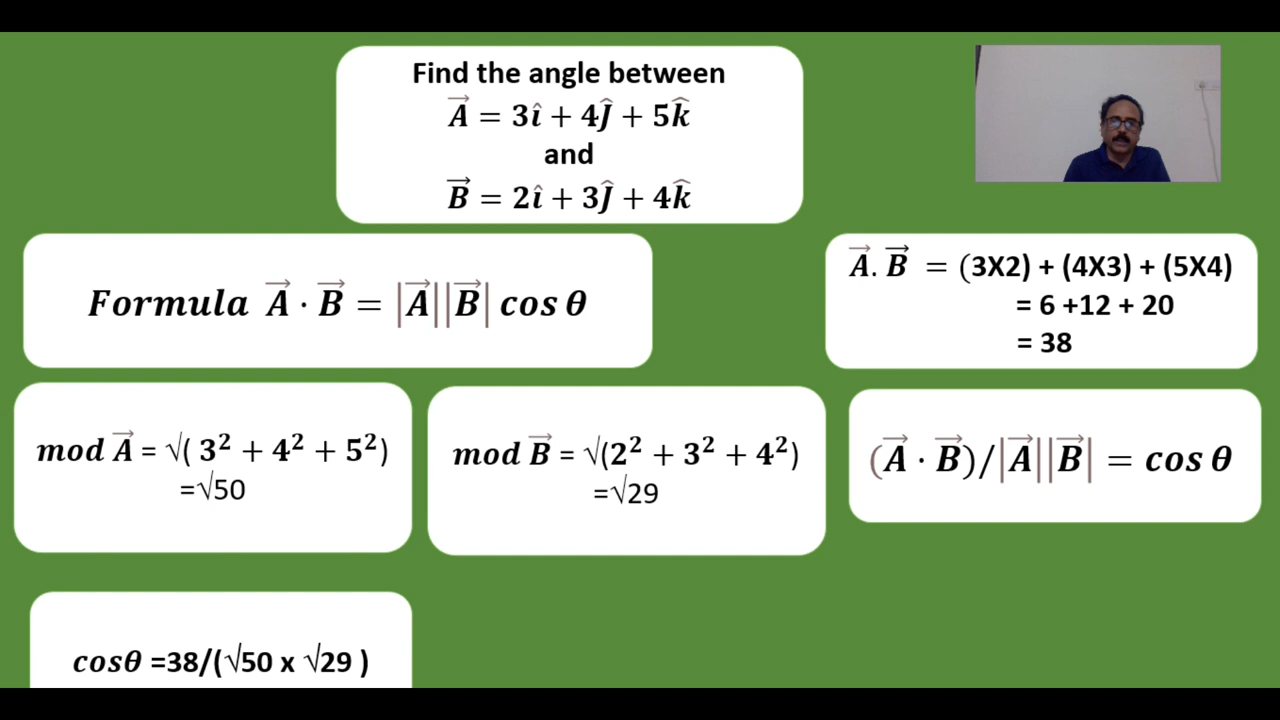 Find the angle between
A⃗ = 3î + 4Ĵ + 5k̂
and
B⃗ = 2î + 3Ĵ + 4k̂
Formula A⃗ · B⃗ = |A⃗||B⃗| cos θ
A⃗. B⃗ = (3X2) + (4X3) + (5X4)
= 6 +12 + 20
= 38
mod A⃗ = √( 3² + 4² + 5²)
=√50
mod B⃗ = √(2² + 3² + 4²)
=√29
(A⃗ · B⃗)/|A⃗||B⃗| = cos θ
cosθ =38/(√50 x √29 )